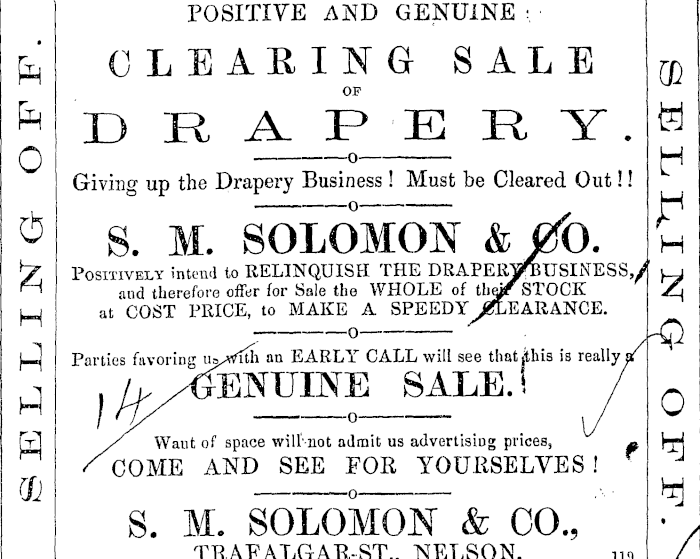 POSITIVE AND GENUINE
CLEARING SALE
OF
DRAPERY.
Giving up the Drapery Business! Must be Cleared Out!!
S. M. SOLOMON & CO.
POSITIVELY intend to RELINQUISH THE DRAPERY BUSINESS,
and therefore offer for Sale the WHOLE of their STOCK
at COST PRICE, to MAKE A SPEEDY CLEARANCE.
Parties favoring us with an EARLY CALL will see that this is really a
GENUINE SALE.
14
Want of space will not admit us advertising prices,
COME AND SEE FOR YOURSELVES!
S. M. SOLOMON & CO.,
TRAFALGAR-ST., NELSON.
119
SELLING OFF.
SELLING OFF.